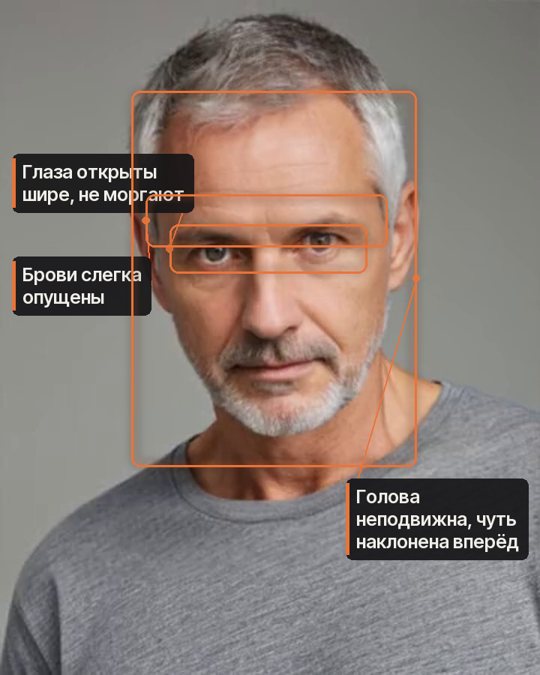 Глаза открыты
шире, не моргают
Брови слегка
опущены
Голова
неподвижна, чуть
наклонена вперёд